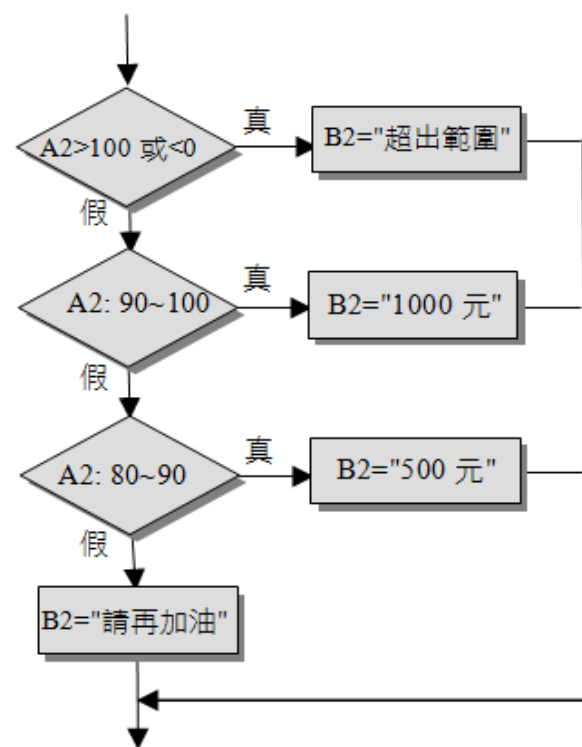 A2>100 或<0
真
B2="超出範圍"
假
A2: 90~100
真
B2="1000 元"
假
A2: 80~90
真
B2="500 元"
假
B2="請再加油"